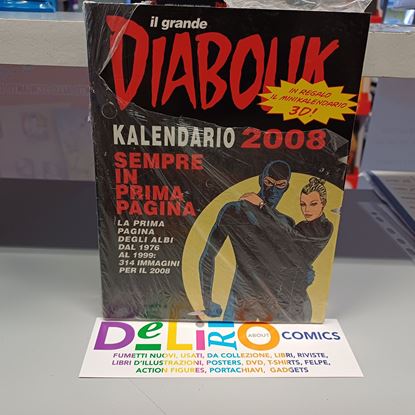 il grande
DIABOLIK
IN REGALO
IL MINIKALENDARIO
3D!
KALENDARIO 2008
SEMPRE
IN
PRIMA
PAGINA
LA PRIMA
PAGINA
DEGLI ALBI
DAL 1976
AL 1999:
314 IMMAGINI
PER IL 2008
DeLiRiO ABOUT COMICS
FUMETTI NUOVI, USATI, DA COLLEZIONE, LIBRI, RIVISTE,
LIBRI D'ILLUSTRAZIONI, POSTERS, DVD, T-SHIRTS, FELPE,
ACTION FIGURES, PORTACHIAVI, GADGETS